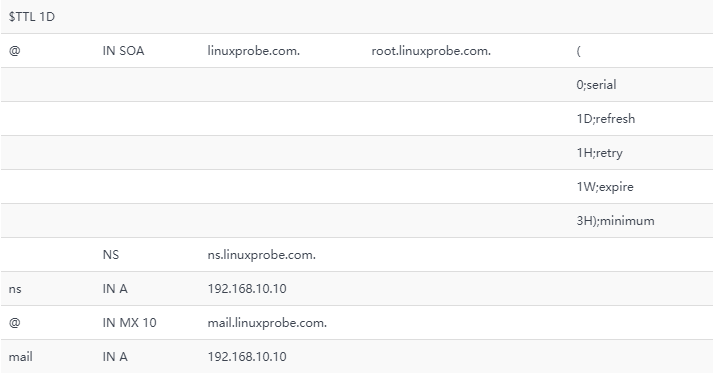 $TTL 1D
@ IN SOA linuxprobe.com. root.linuxprobe.com. (
0;serial
1D;refresh
1H;retry
1W;expire
3H);minimum
NS ns.linuxprobe.com.
ns IN A 192.168.10.10
@ IN MX 10 mail.linuxprobe.com.
mail IN A 192.168.10.10